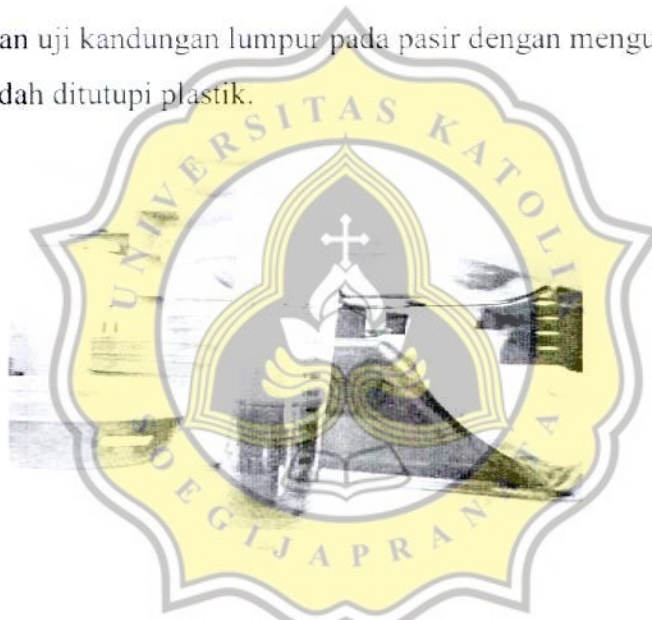 an uji kandungan lumpur pada pasir dengan mengu
dah ditutupi plastik.
UNIVERSITAS KATOLIK
SOEGIJAPRANATA